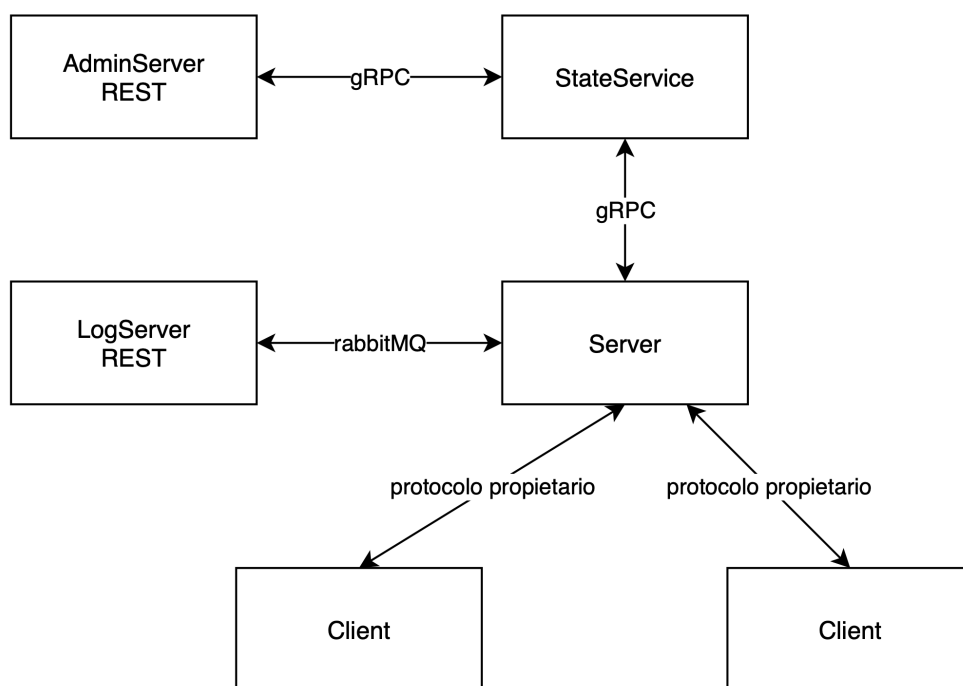 AdminServer
REST
gRPC
StateService
gRPC
LogServer
REST
rabbitMQ
Server
protocolo propietario
protocolo propietario
Client
Client